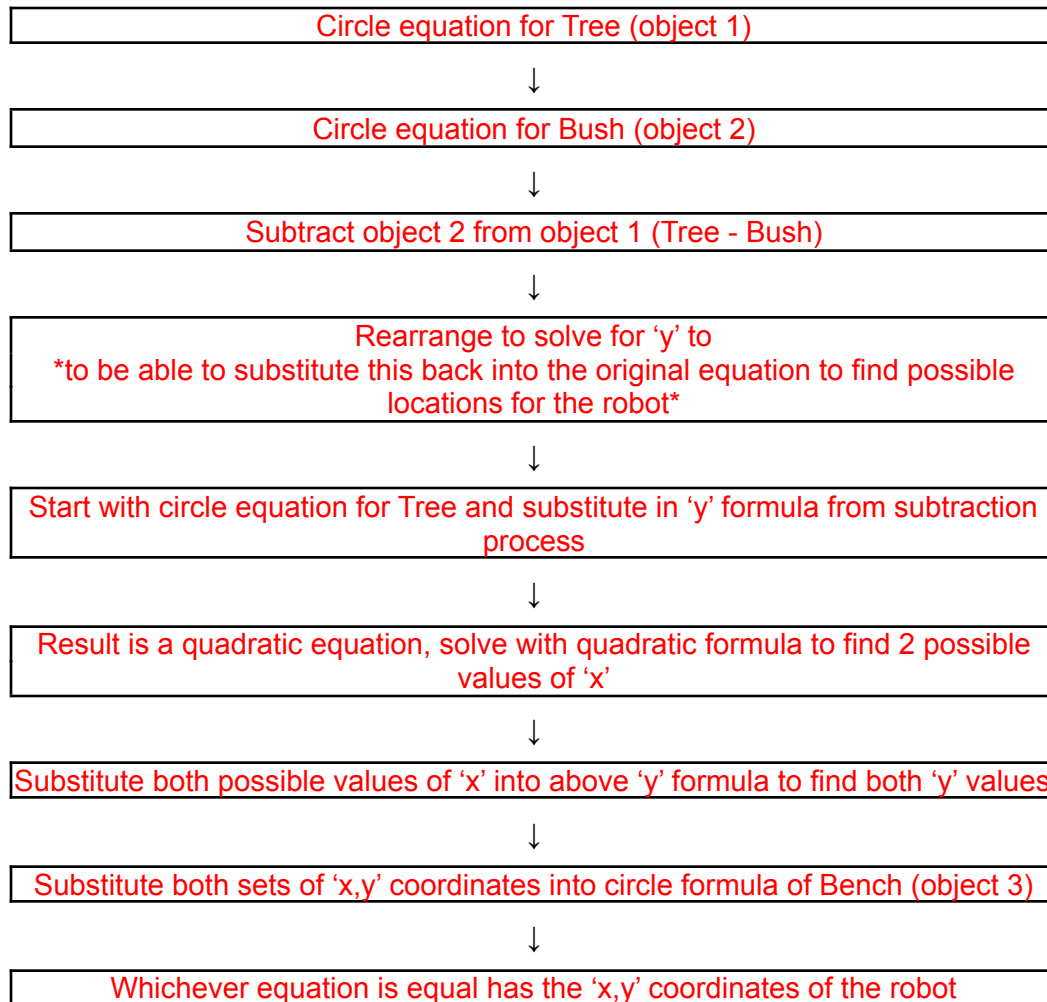 Circle equation for Tree (object 1)
↓
Circle equation for Bush (object 2)
↓
Subtract object 2 from object 1 (Tree - Bush)
↓
Rearrange to solve for ‘y’ to
*to be able to substitute this back into the original equation to find possible
locations for the robot*
↓
Start with circle equation for Tree and substitute in ‘y’ formula from subtraction
process
↓
Result is a quadratic equation, solve with quadratic formula to find 2 possible
values of ‘x’
↓
Substitute both possible values of ‘x’ into above ‘y’ formula to find both ‘y’ values
↓
Substitute both sets of ‘x,y’ coordinates into circle formula of Bench (object 3)
↓
Whichever equation is equal has the ‘x,y’ coordinates of the robot